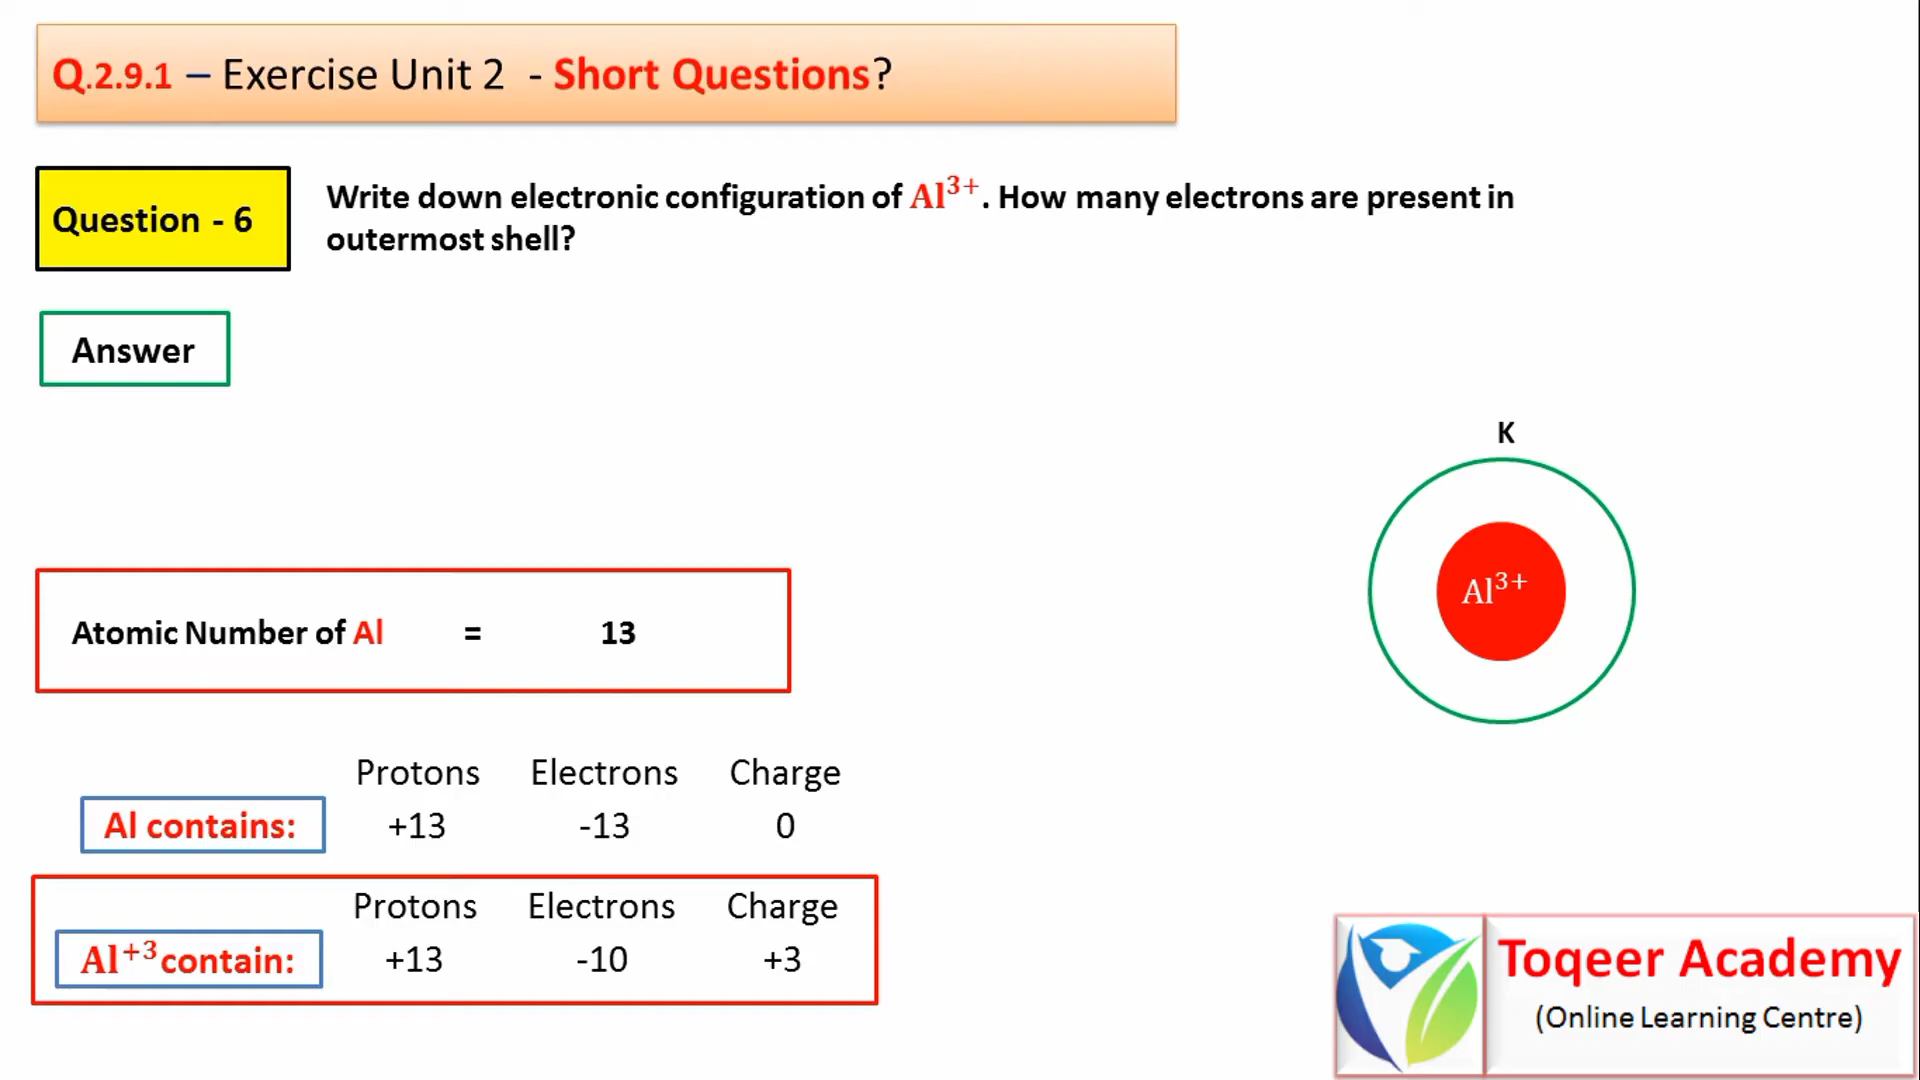 Q.2.9.1 – Exercise Unit 2 - Short Questions?
Question - 6
Write down electronic configuration of Al³⁺. How many electrons are present in
outermost shell?
Answer
K
Al³⁺
Atomic Number of Al = 13
Protons Electrons Charge
Al contains: +13 -13 0
Protons Electrons Charge
Al⁺³contain: +13 -10 +3
Toqeer Academy
(Online Learning Centre)